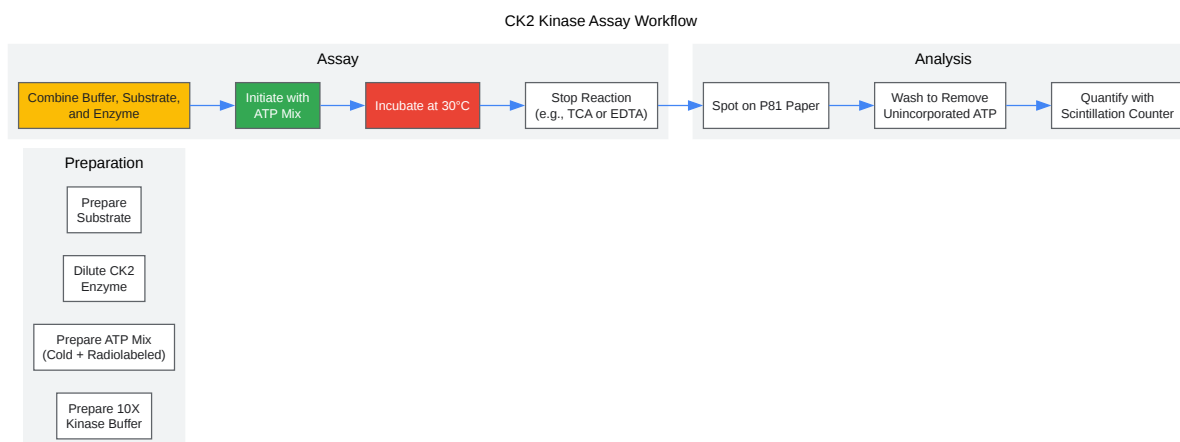 CK2 Kinase Assay Workflow
Assay
Combine Buffer, Substrate,
and Enzyme
Initiate with
ATP Mix
Incubate at 30°C
Stop Reaction
(e.g., TCA or EDTA)
Analysis
Spot on P81 Paper
Wash to Remove
Unincorporated ATP
Quantify with
Scintillation Counter
Preparation
Prepare
Substrate
Dilute CK2
Enzyme
Prepare ATP Mix
(Cold + Radiolabeled)
Prepare 10X
Kinase Buffer